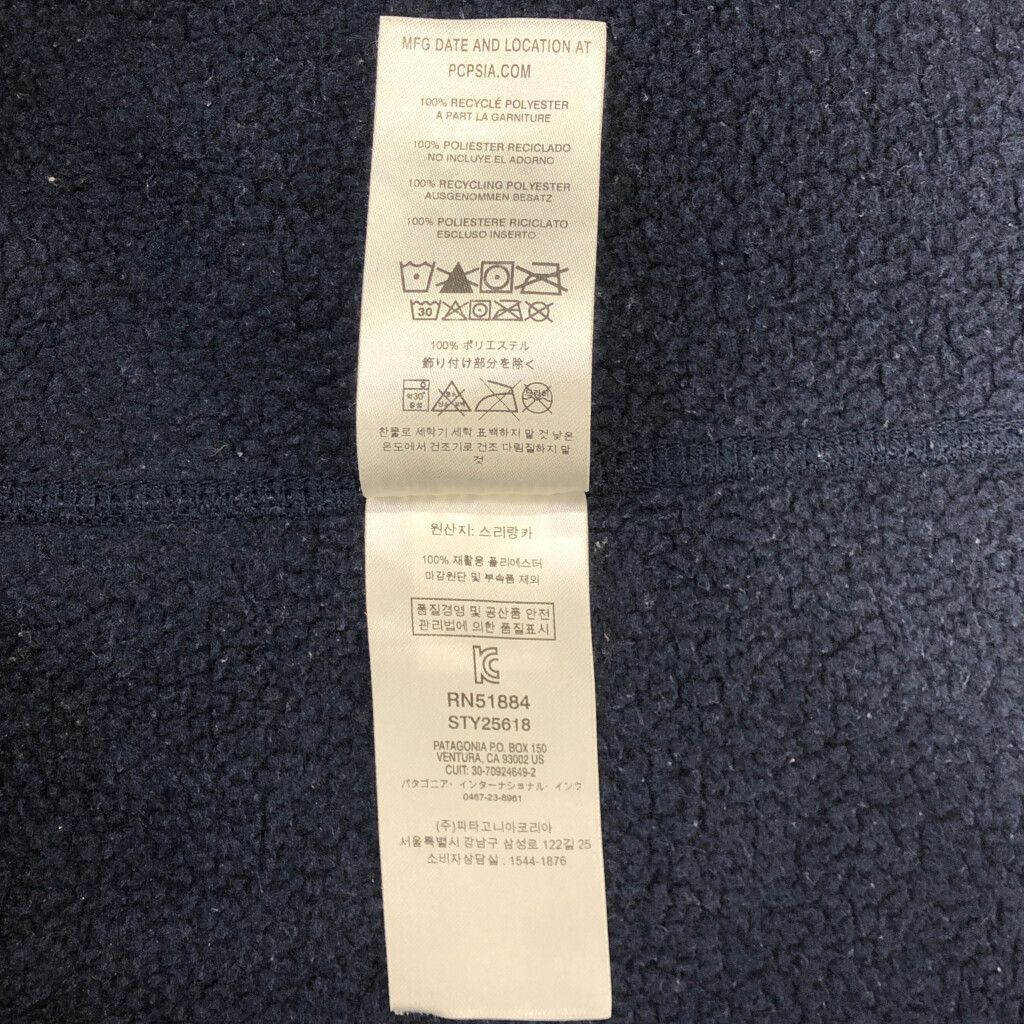 MFG DATE AND LOCATION AT
PCPSIA.COM
100% RECYCLÉ POLYESTER
A PART LA GARNITURE
100% POLIÉSTER RECICLADO
NO INCLUYE EL ADORNO
100% RECYCLING POLYESTER
AUSGENOMMEN BESATZ
100% POLIESTERE RICICLATO
ESCLUSO INSERTO
30
100% ポリエステル
飾り付け部分を除く
약30°
중성
드라이
찬물로 세탁기 세탁 표백하지 말 것 낮은
온도에서 건조기로 건조 다림질하지 말
것
원산지: 스리랑카
100% 재활용 폴리에스터
마감원단 및 부속품 제외
품질경영 및 공산품 안전
관리법에 의한 품질표시
RN51884
STY25618
PATAGONIA P.O. BOX 150
VENTURA, CA 93002 US
CUIT: 30-70924649-2
パタゴニア・インターナショナル・インク
0467-23-8961
(주)파타고니아코리아
서울특별시 강남구 삼성로 122길 25
소비자상담실 : 1544-1876